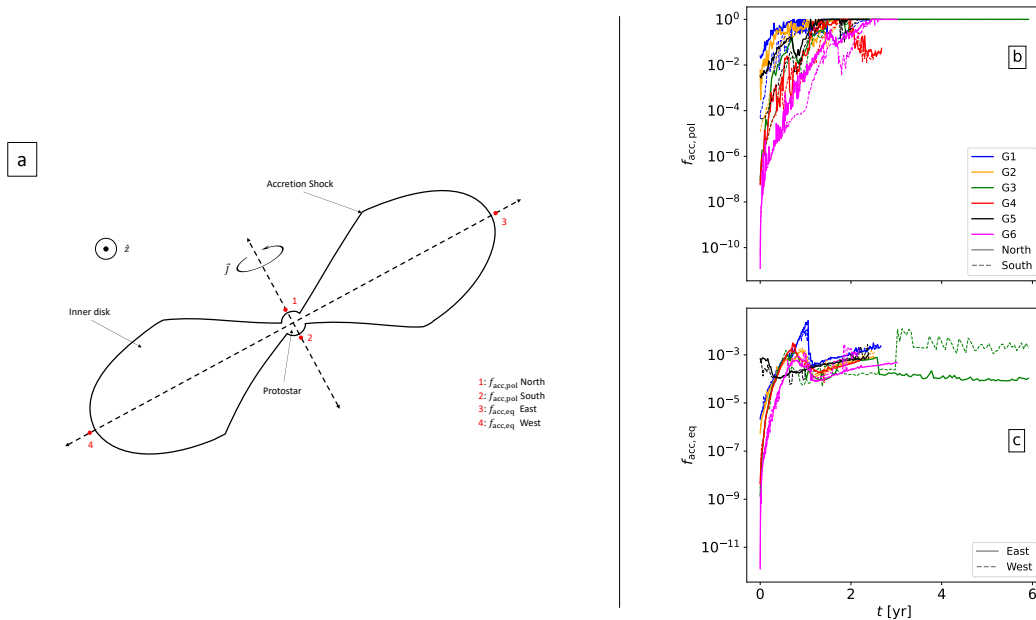 a
Accretion Shock
3
ẑ
J⃗
1
Inner disk
2
Protostar
1: f_acc,pol North
2: f_acc,pol South
3: f_acc,eq East
4: f_acc,eq West
4
10^0
b
10^−2
10^−4
f_acc,pol
10^−6
10^−8
10^−10
G1
G2
G3
G4
G5
G6
North
South
10^−3
10^−5
f_acc,eq
c
10^−7
10^−9
10^−11
East
West
0 2 4 6
t [yr]